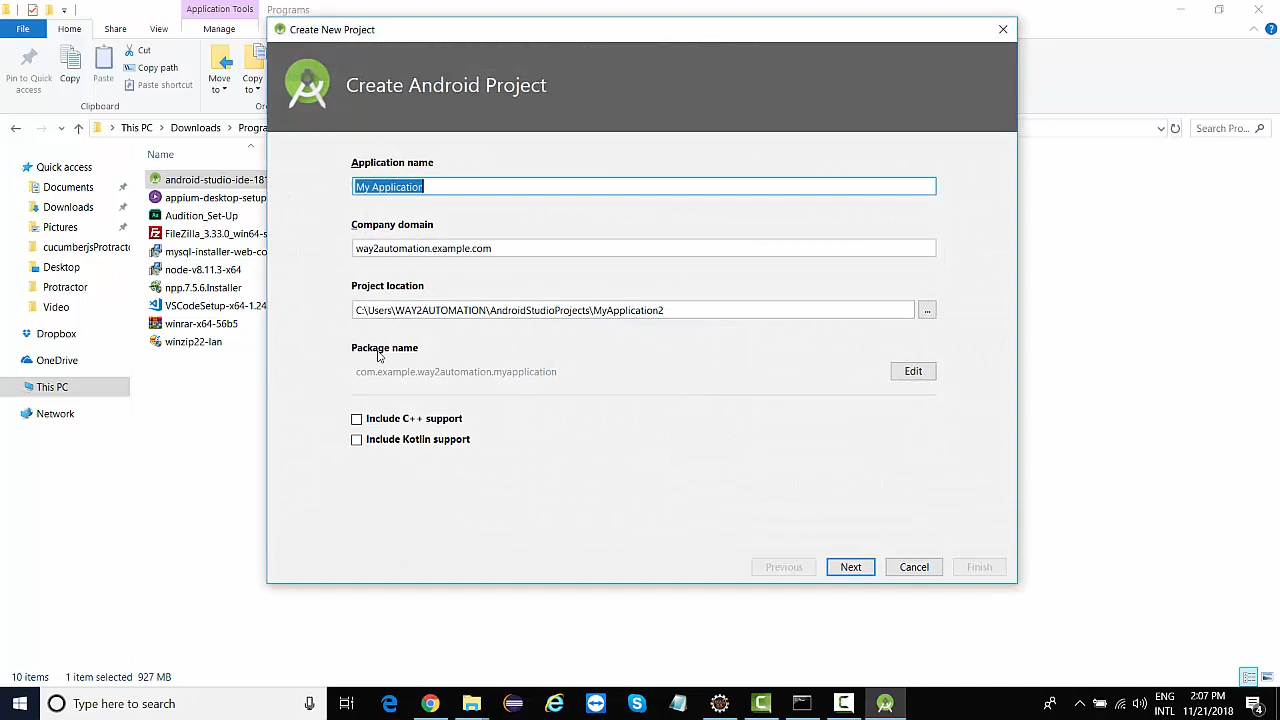 Application Tools
Programs
File
Home
Share
View
Manage
Pin to Quick
access
Copy
Paste
Cut
Copy path
Paste shortcut
Clipboard
Move
to
Copy
to
This PC
Downloads
Search Pro...
Name
Quick access
Documents
Downloads
Pictures
Desktop
Protractor
Video
Dropbox
OneDrive
This PC
Network
appium-desktop-setup
Audition_Set-Up
node-v8.11.3-x64
npp.7.5.6.Installer
VSCodeSetup-x64-1.24
winrar-x64-56b5
winzip22-lan
Create New Project
Create Android Project
Application name
My Application
Company domain
way2automation.example.com
Project location
C:\Users\WAY2AUTOMATION\AndroidStudioProjects\MyApplication2
...
Package name
com.example.way2automation.myapplication
Edit
Include C++ support
Include Kotlin support
Previous
Next
Cancel
Finish
10 items
1 item selected 927 MB
Type here to search
ENG
INTL
2:07 PM
11/21/2018
4